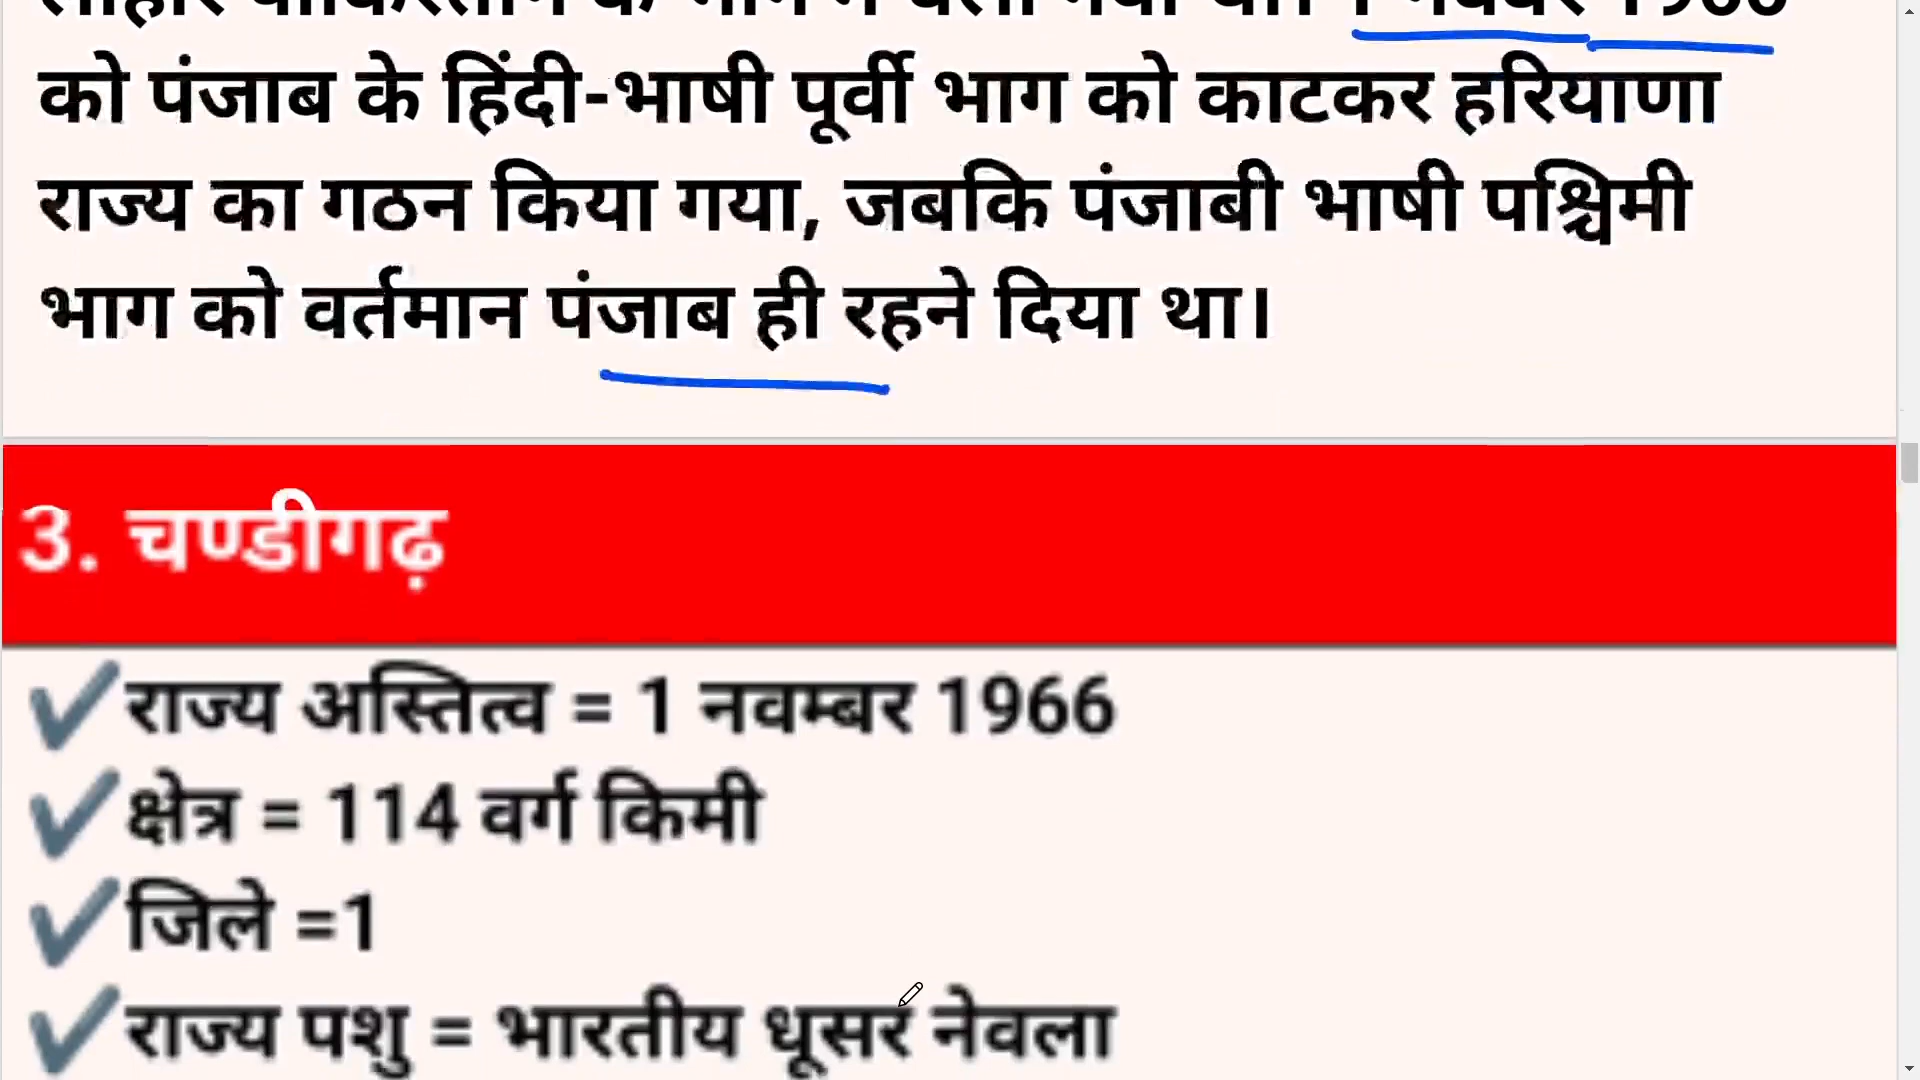 को पंजाब के हिंदी-भाषी पूर्वी भाग को काटकर हरियाणा
राज्य का गठन किया गया, जबकि पंजाबी भाषी पश्चिमी
भाग को वर्तमान पंजाब ही रहने दिया था।
3. चण्डीगढ़
✔राज्य अस्तित्व = 1 नवम्बर 1966
✔क्षेत्र = 114 वर्ग किमी
✔जिले =1
✔राज्य पशु = भारतीय धूसर नेवला